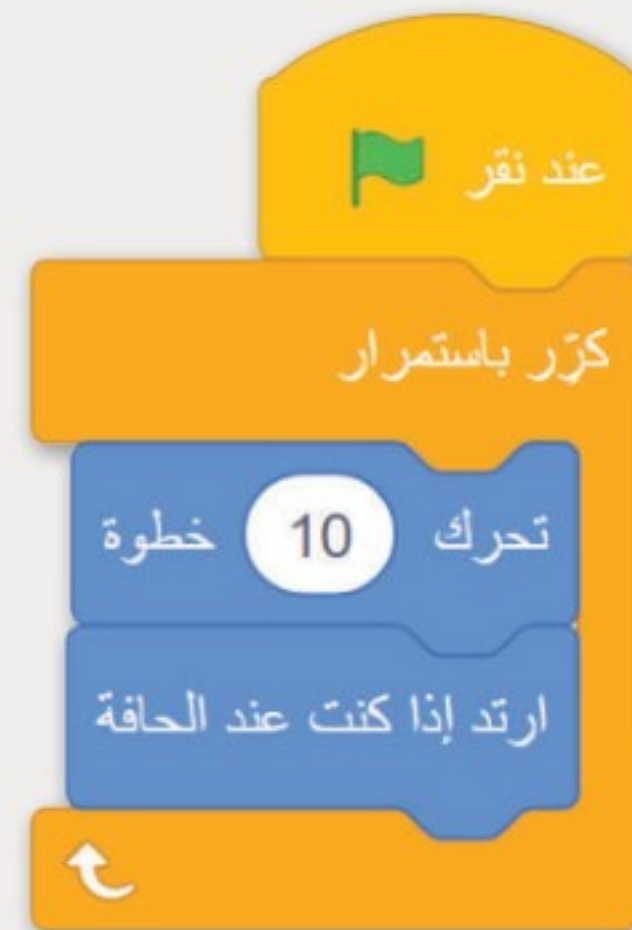 عند نقر
كرّر باستمرار
تحرك 10 خطوة
ارتد إذا كنت عند الحافة